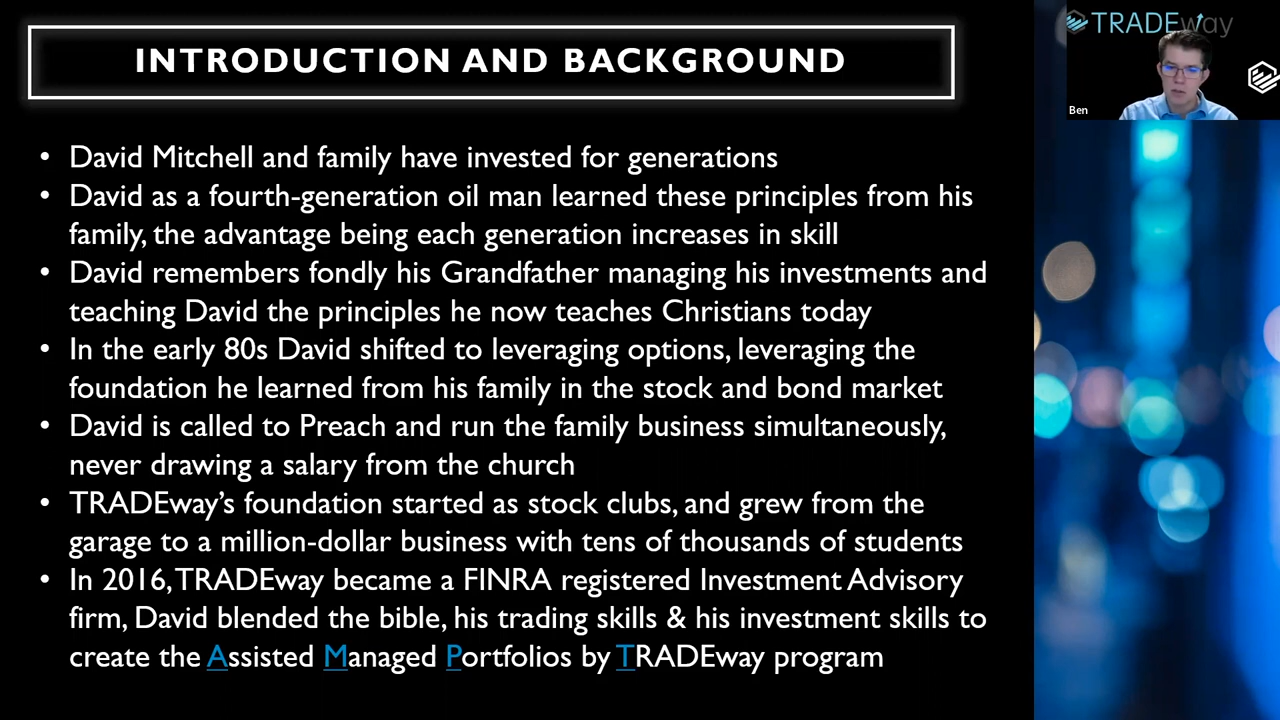 INTRODUCTION AND BACKGROUND
TRADEway
Ben
• David Mitchell and family have invested for generations
• David as a fourth-generation oil man learned these principles from his
family, the advantage being each generation increases in skill
• David remembers fondly his Grandfather managing his investments and
teaching David the principles he now teaches Christians today
• In the early 80s David shifted to leveraging options, leveraging the
foundation he learned from his family in the stock and bond market
• David is called to Preach and run the family business simultaneously,
never drawing a salary from the church
• TRADEway’s foundation started as stock clubs, and grew from the
garage to a million-dollar business with tens of thousands of students
• In 2016, TRADEway became a FINRA registered Investment Advisory
firm, David blended the bible, his trading skills & his investment skills to
create the Assisted Managed Portfolios by TRADEway program